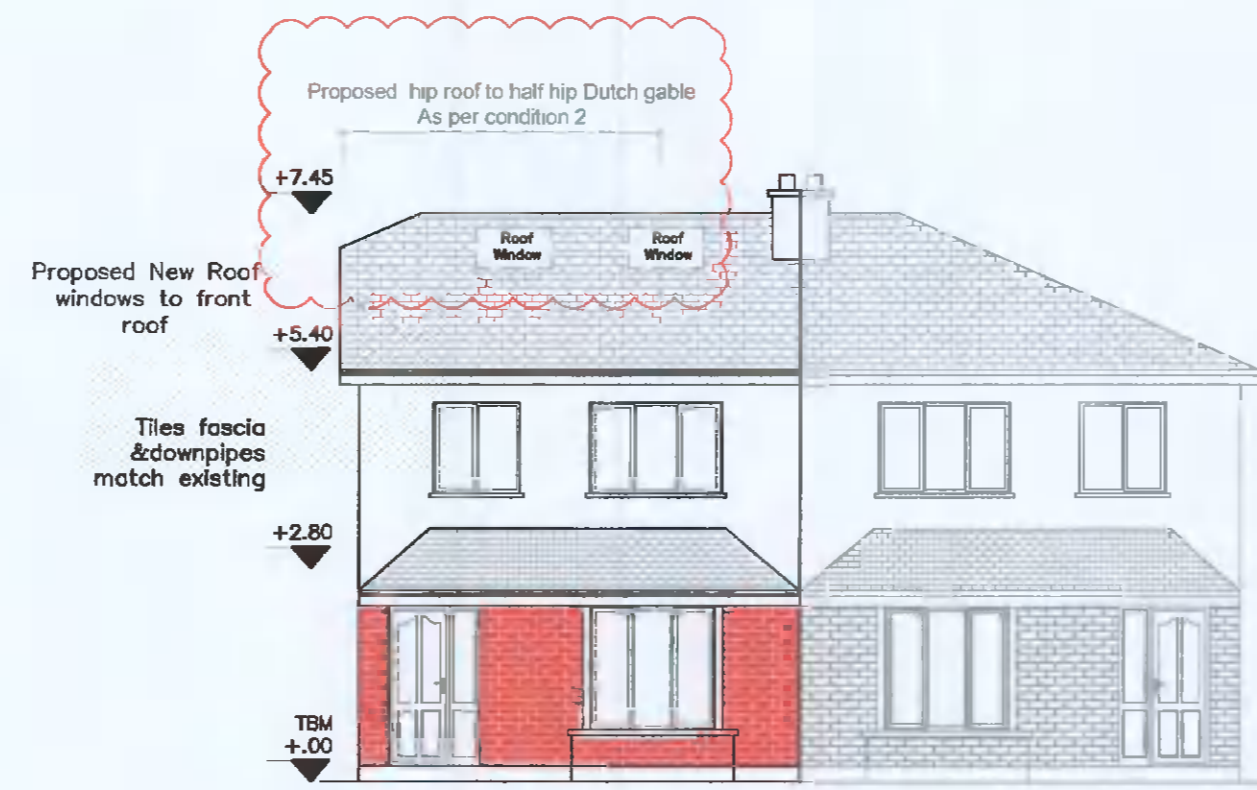 Proposed hip roof to half hip Dutch gable
As per condition 2
+7.45
Roof
Window
Roof
Window
Proposed New Roof
windows to front
roof
+5.40
Tiles fascia
&downpipes
match existing
+2.80
TBM
+.00